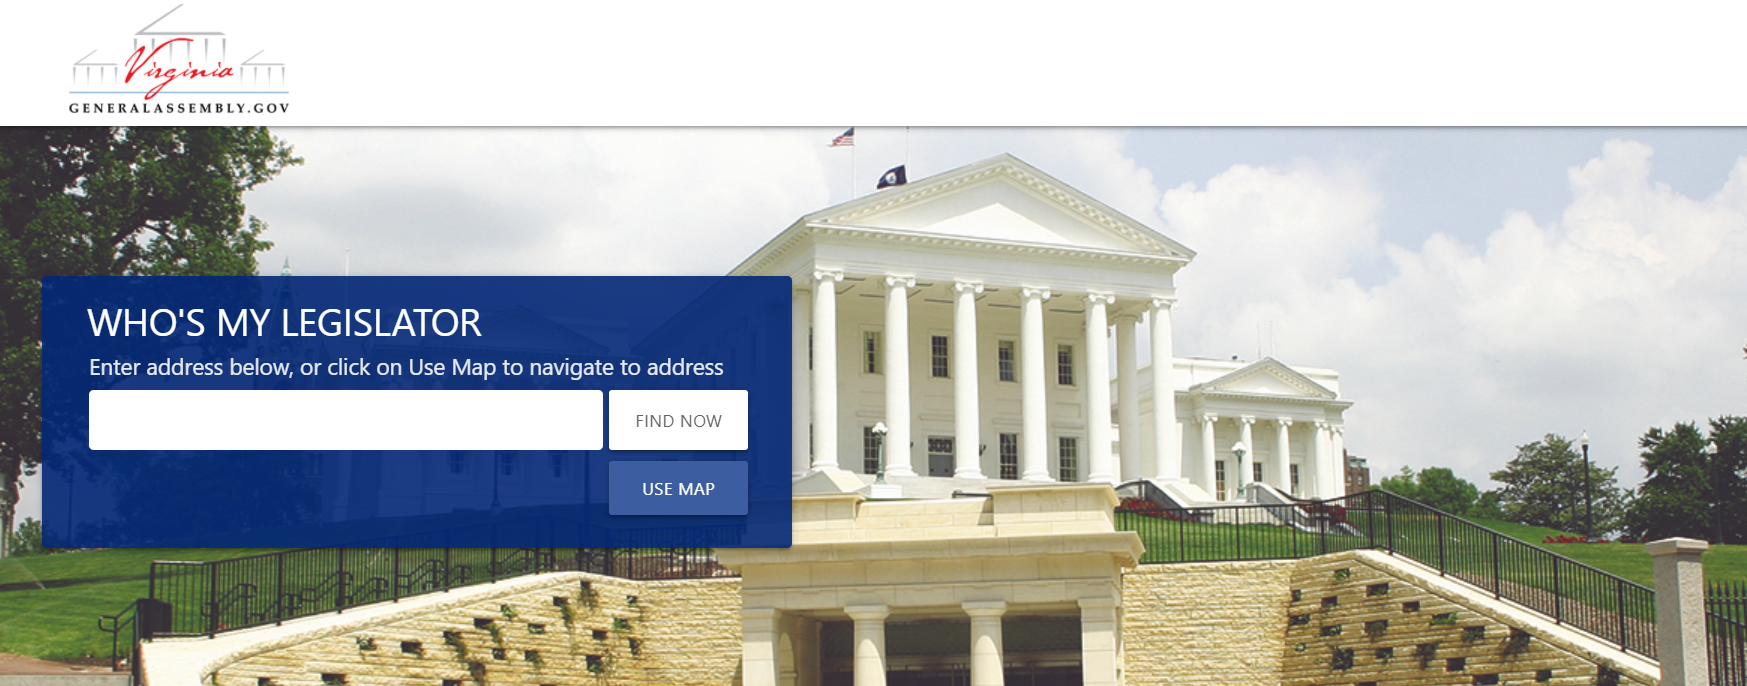 Virginia
GENERALASSEMBLY.GOV
WHO'S MY LEGISLATOR
Enter address below, or click on Use Map to navigate to address
FIND NOW
USE MAP